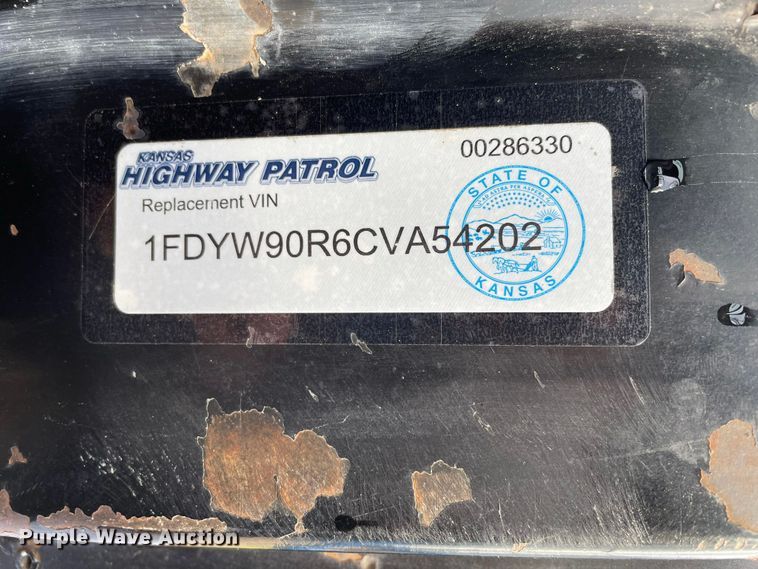 KANSAS
HIGHWAY PATROL
00286330
Replacement VIN
1FDYW90R6CVA54202
STATE OF
KANSAS
Purple Wave Auction